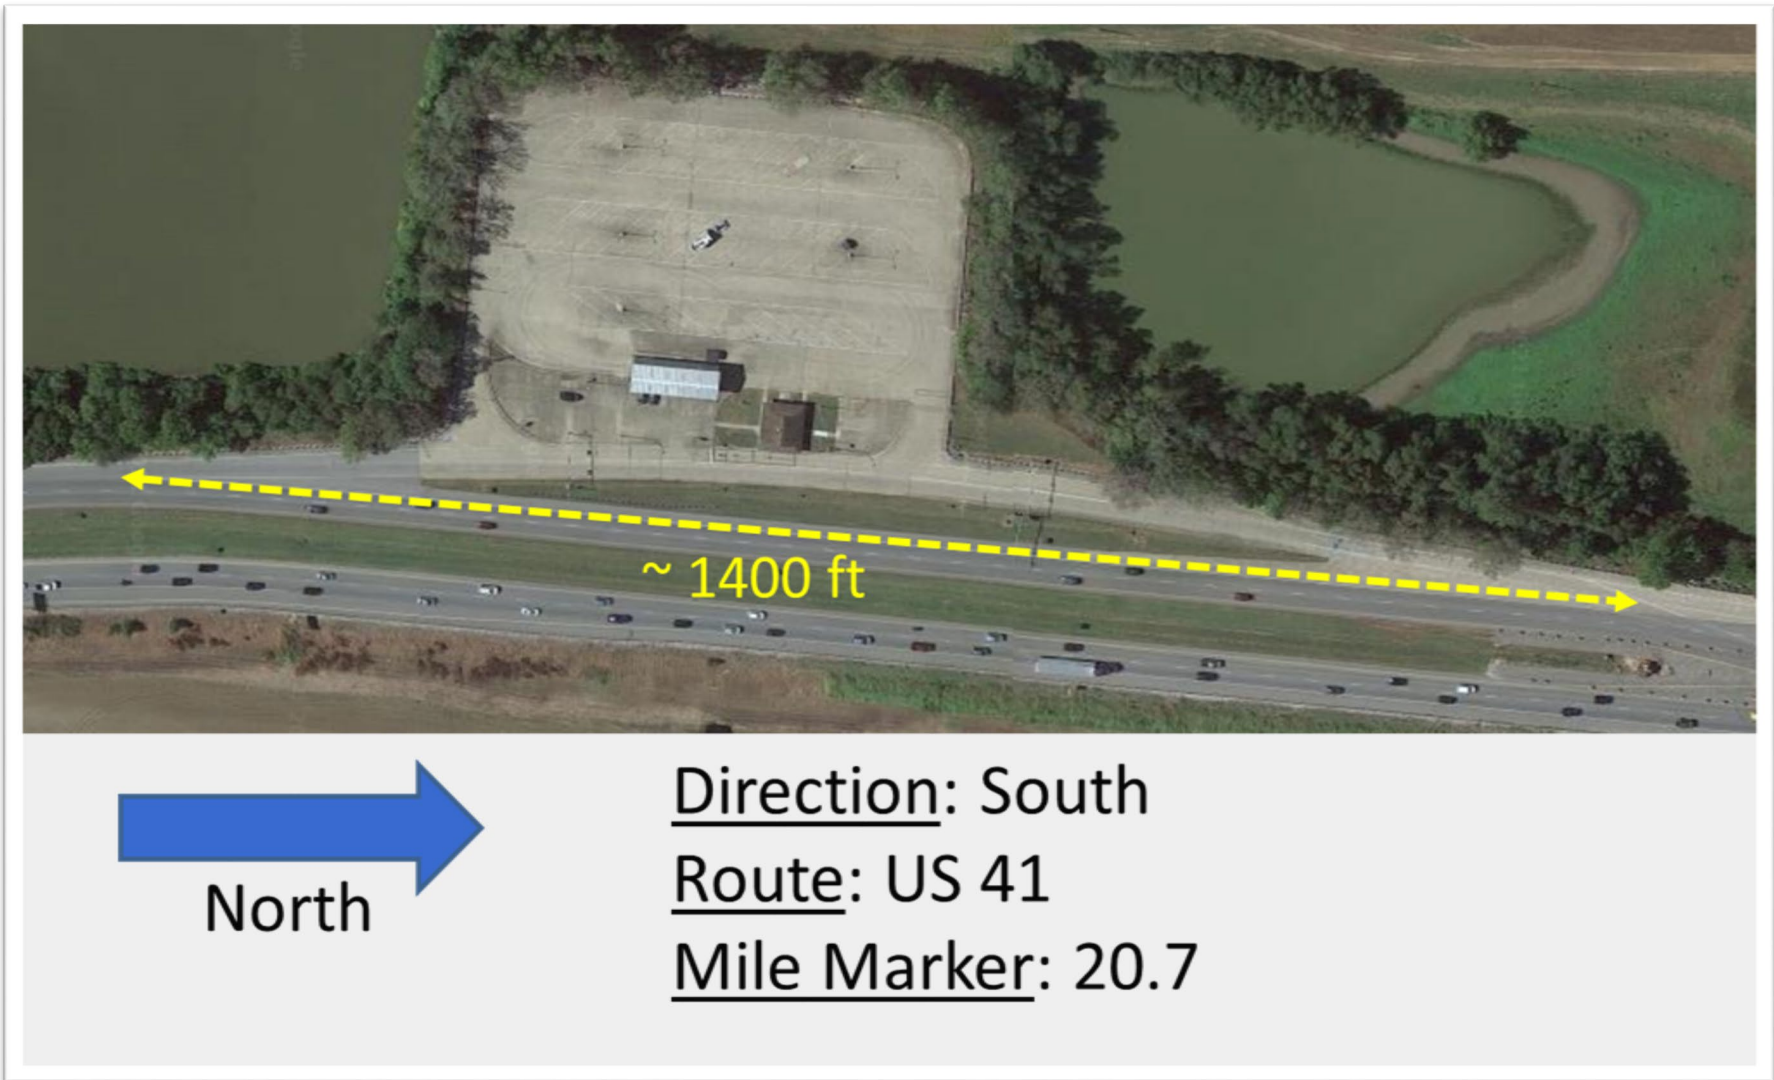 ~ 1400 ft
North
Direction: South
Route: US 41
Mile Marker: 20.7